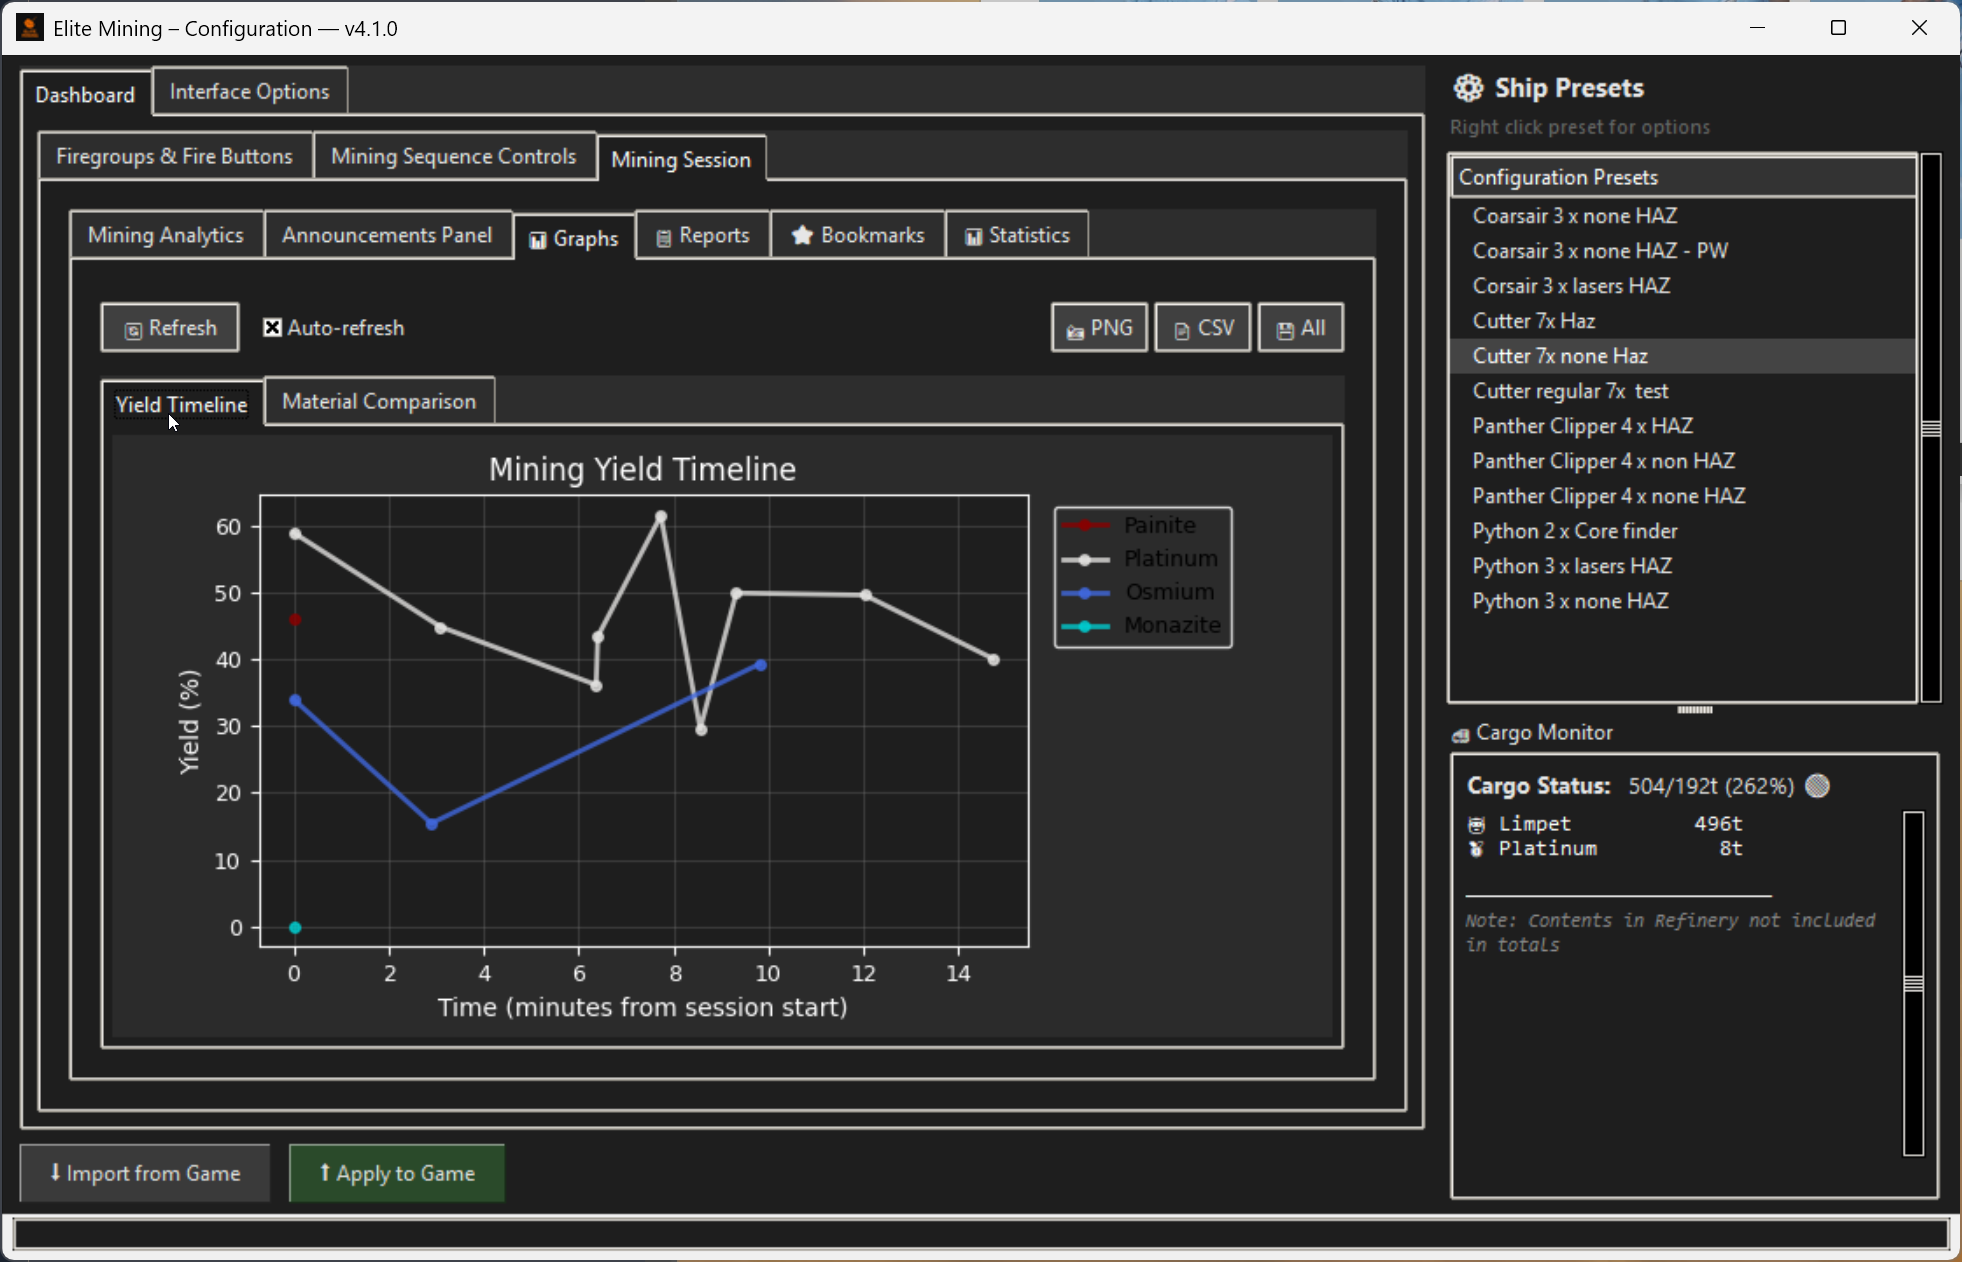 Elite Mining – Configuration — v4.1.0
Dashboard
Interface Options
Firegroups & Fire Buttons
Mining Sequence Controls
Mining Session
Mining Analytics
Announcements Panel
Graphs
Reports
Bookmarks
Statistics
Refresh
Auto-refresh
PNG
CSV
All
Yield Timeline
Material Comparison
Mining Yield Timeline
60
50
40
30
20
10
0
Yield (%)
0 2 4 6 8 10 12 14
Time (minutes from session start)
Painite
Platinum
Osmium
Monazite
Import from Game
Apply to Game
Ship Presets
Right click preset for options
Configuration Presets
Coarsair 3 x none HAZ
Coarsair 3 x none HAZ - PW
Corsair 3 x lasers HAZ
Cutter 7x Haz
Cutter 7x none Haz
Cutter regular 7x  test
Panther Clipper 4 x HAZ
Panther Clipper 4 x non HAZ
Panther Clipper 4 x none HAZ
Python 2 x Core finder
Python 3 x lasers HAZ
Python 3 x none HAZ
Cargo Monitor
Cargo Status: 504/192t (262%)
Limpet 496t
Platinum 8t
Note: Contents in Refinery not included
in totals